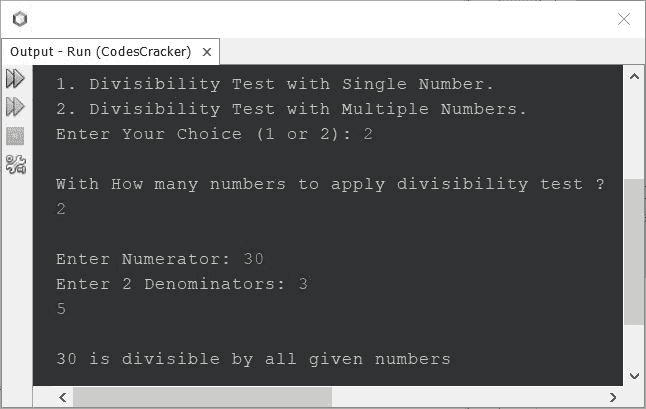 Output - Run (CodesCracker)
1. Divisibility Test with Single Number.
2. Divisibility Test with Multiple Numbers.
Enter Your Choice (1 or 2): 2
With How many numbers to apply divisibility test ?
2
Enter Numerator: 30
Enter 2 Denominators: 3
5
30 is divisible by all given numbers